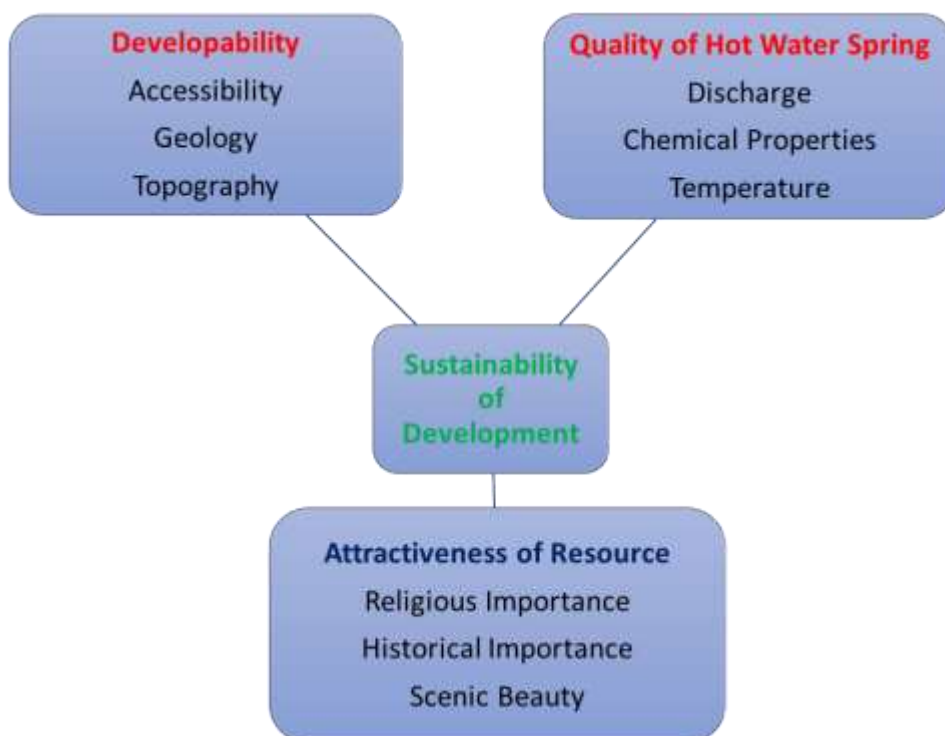 Developability
Accessibility
Geology
Topography
Quality of Hot Water Spring
Discharge
Chemical Properties
Temperature
Sustainability
of
Development
Attractiveness of Resource
Religious Importance
Historical Importance
Scenic Beauty